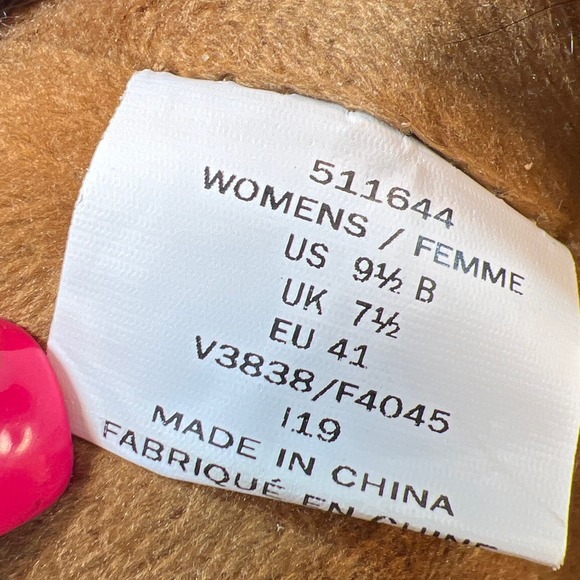 511644
WOMENS / FEMME
US 9½ B
UK 7½
EU 41
V3838/F4045
119
MADE IN CHINA
FABRIQUÉ EN CHINE